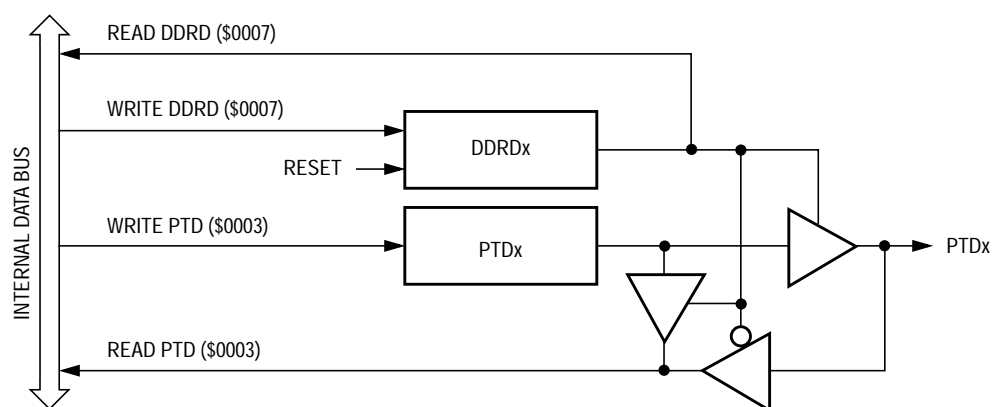 READ DDRD ($0007)
WRITE DDRD ($0007)
DDRDx
RESET
WRITE PTD ($0003)
PTDx
PTDx
READ PTD ($0003)
INTERNAL DATA BUS